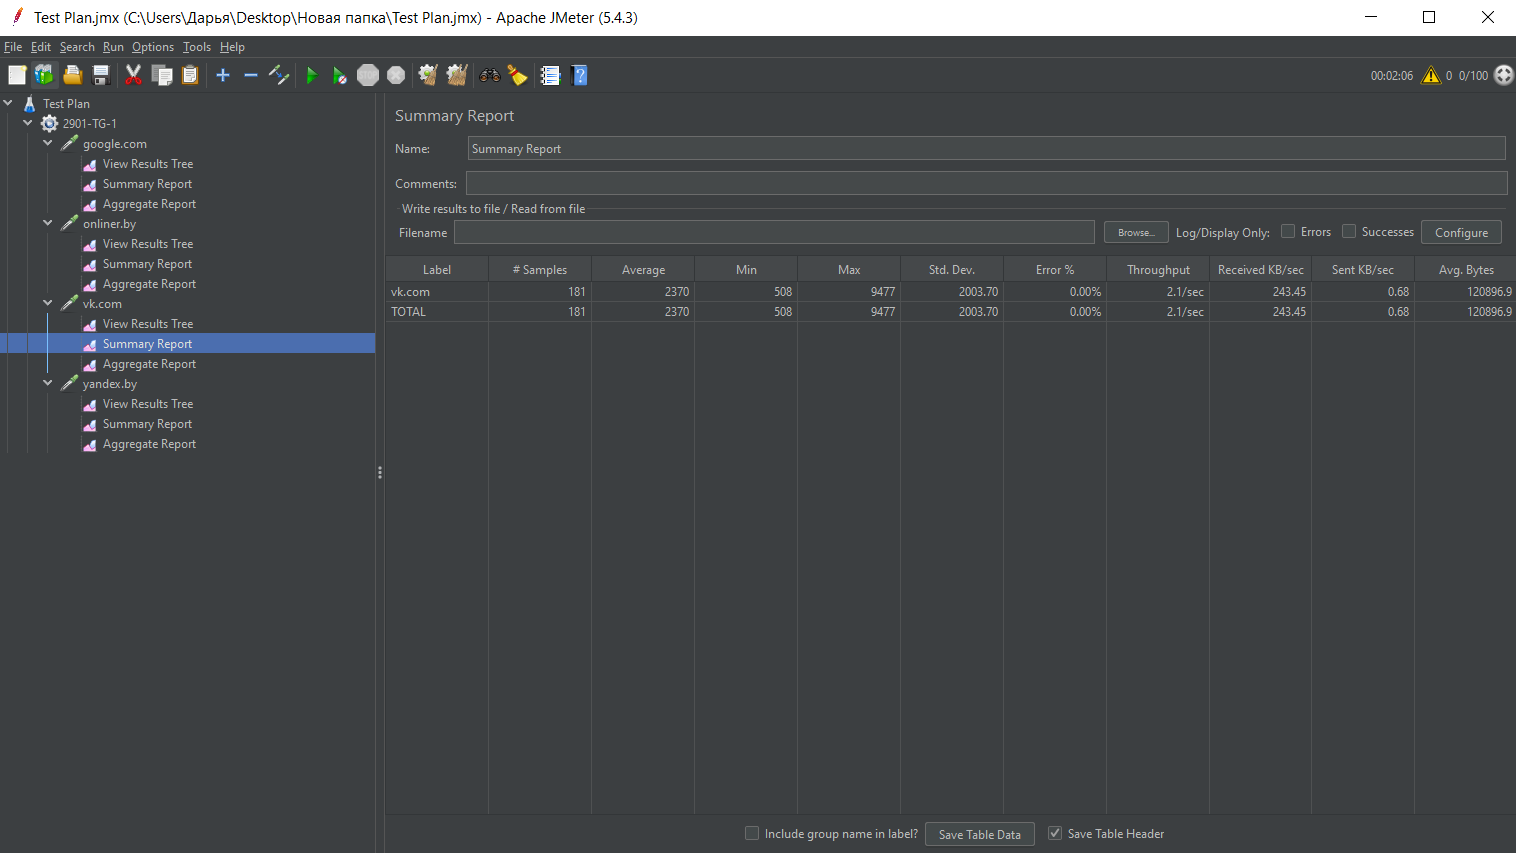 Test Plan.jmx (C:\Users\Дарья\Desktop\Новая папка\Test Plan.jmx) - Apache JMeter (5.4.3)
File Edit Search Run Options Tools Help
STOP 00:02:06 0 0/100
Test Plan
2901-TG-1
google.com
View Results Tree
Summary Report
Aggregate Report
onliner.by
View Results Tree
Summary Report
Aggregate Report
vk.com
View Results Tree
Summary Report
Aggregate Report
yandex.by
View Results Tree
Summary Report
Aggregate Report
Summary Report
Name: Summary Report
Comments:
Write results to file / Read from file
Filename Browse... Log/Display Only: Errors Successes Configure
Label # Samples Average Min Max Std. Dev. Error % Throughput Received KB/sec Sent KB/sec Avg. Bytes
vk.com 181 2370 508 9477 2003.70 0.00% 2.1/sec 243.45 0.68 120896.9
TOTAL 181 2370 508 9477 2003.70 0.00% 2.1/sec 243.45 0.68 120896.9
Include group name in label? Save Table Data Save Table Header